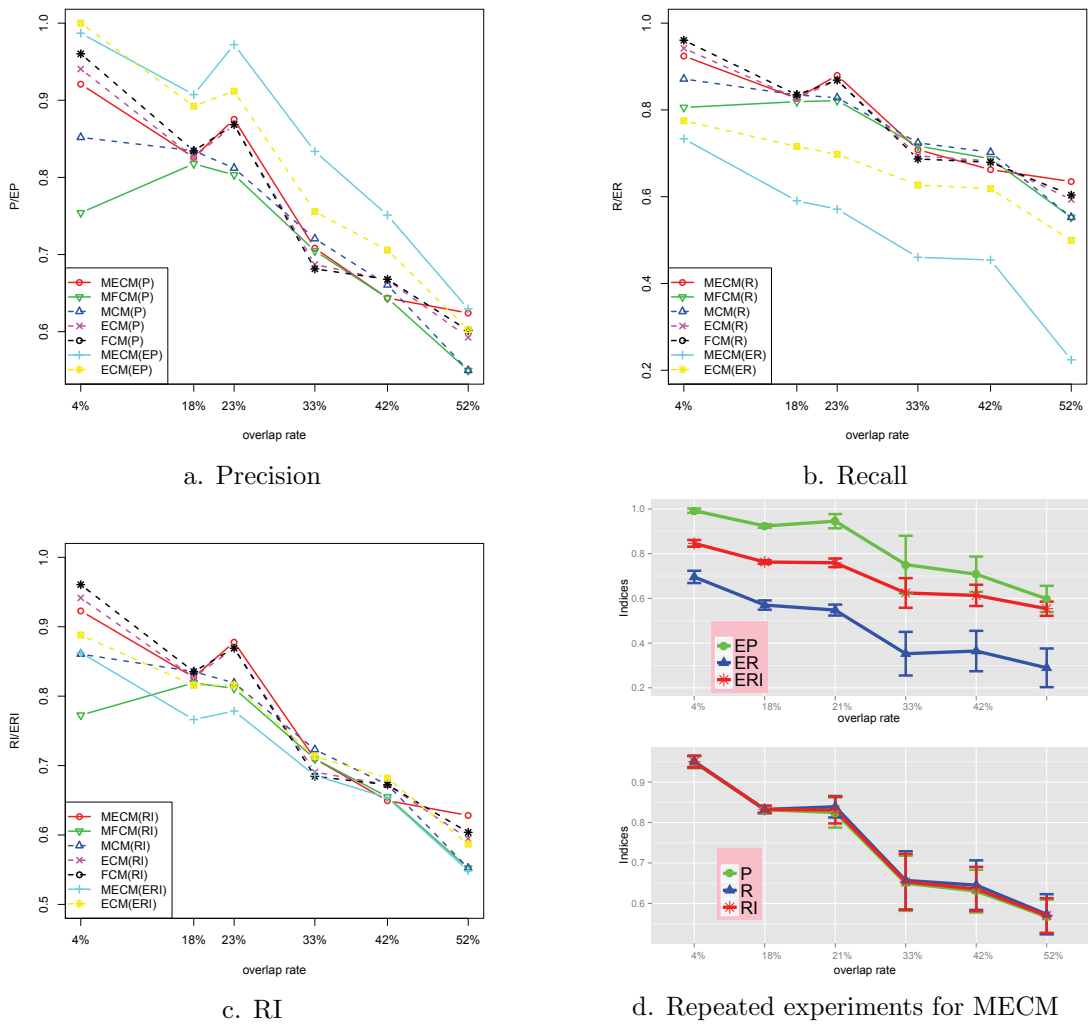 1.0
0.9
0.8
0.7
0.6
P/EP
MECM(P)
MFCM(P)
MCM(P)
ECM(P)
FCM(P)
MECM(EP)
ECM(EP)
4% 18% 23% 33% 42% 52%
overlap rate
a. Precision
1.0
0.8
0.6
0.4
0.2
R/ER
MECM(R)
MFCM(R)
MCM(R)
ECM(R)
FCM(R)
MECM(ER)
ECM(ER)
4% 18% 23% 33% 42% 52%
overlap rate
b. Recall
1.0
0.9
0.8
0.7
0.6
0.5
RI/ERI
MECM(RI)
MFCM(RI)
MCM(RI)
ECM(RI)
FCM(RI)
MECM(ERI)
ECM(ERI)
4% 18% 23% 33% 42% 52%
overlap rate
c. RI
1.0
0.8
0.6
0.4
0.2
Indices
EP
ER
ERI
4% 18% 21% 33% 42%
overlap rate
0.9
0.8
0.7
0.6
Indices
P
R
RI
4% 18% 21% 33% 42% 52%
overlap rate
d. Repeated experiments for MECM